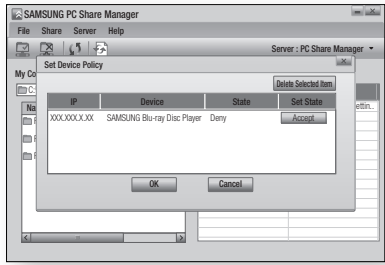 SAMSUNG PC Share Manager
File Share Server Help
Server : PC Share Manager
Set Device Policy
My Co
Delete Selected Item
C:
IP Device State Set State
Na
ettin...
XXX.XXX.X.XX SAMSUNG Blu-ray Disc Player Deny Accept
OK Cancel